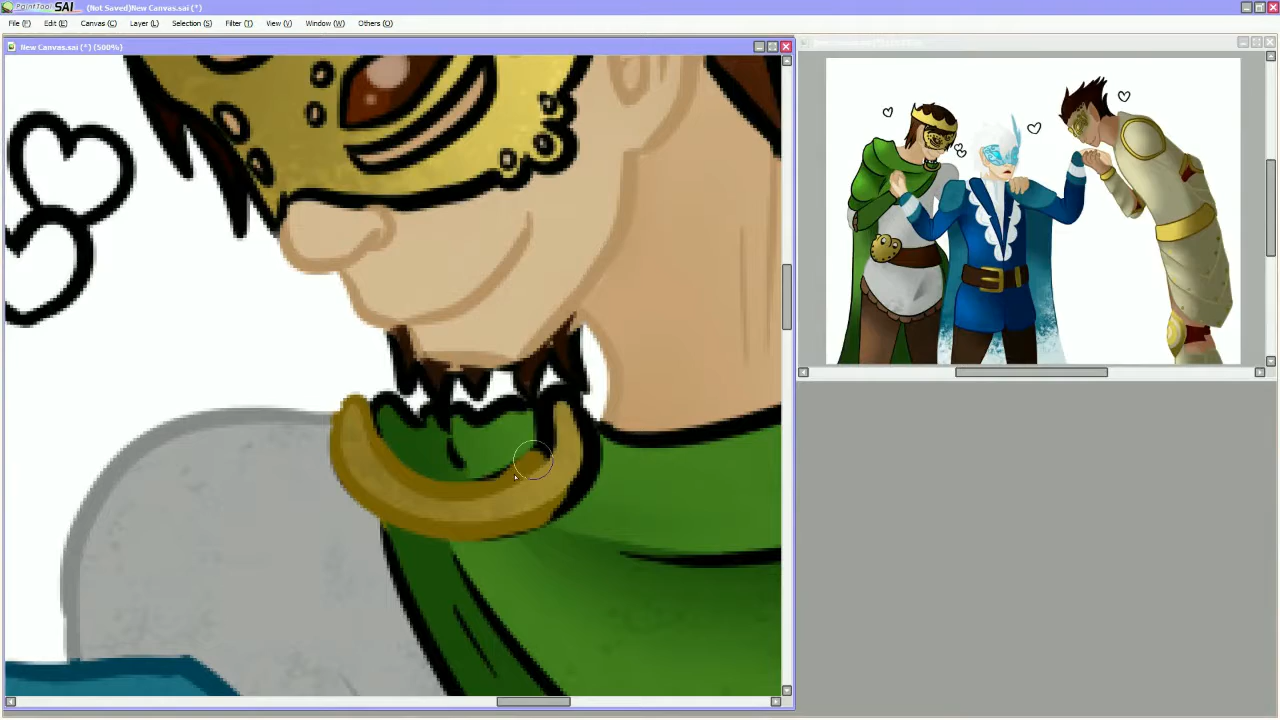 PaintTool SAI (Not Saved)New Canvas.sai (*)
File (F) Edit (E) Canvas (C) Layer (L) Selection (S) Filter (T) View (V) Window (W) Others (O)
New Canvas.sai (*) (500%)